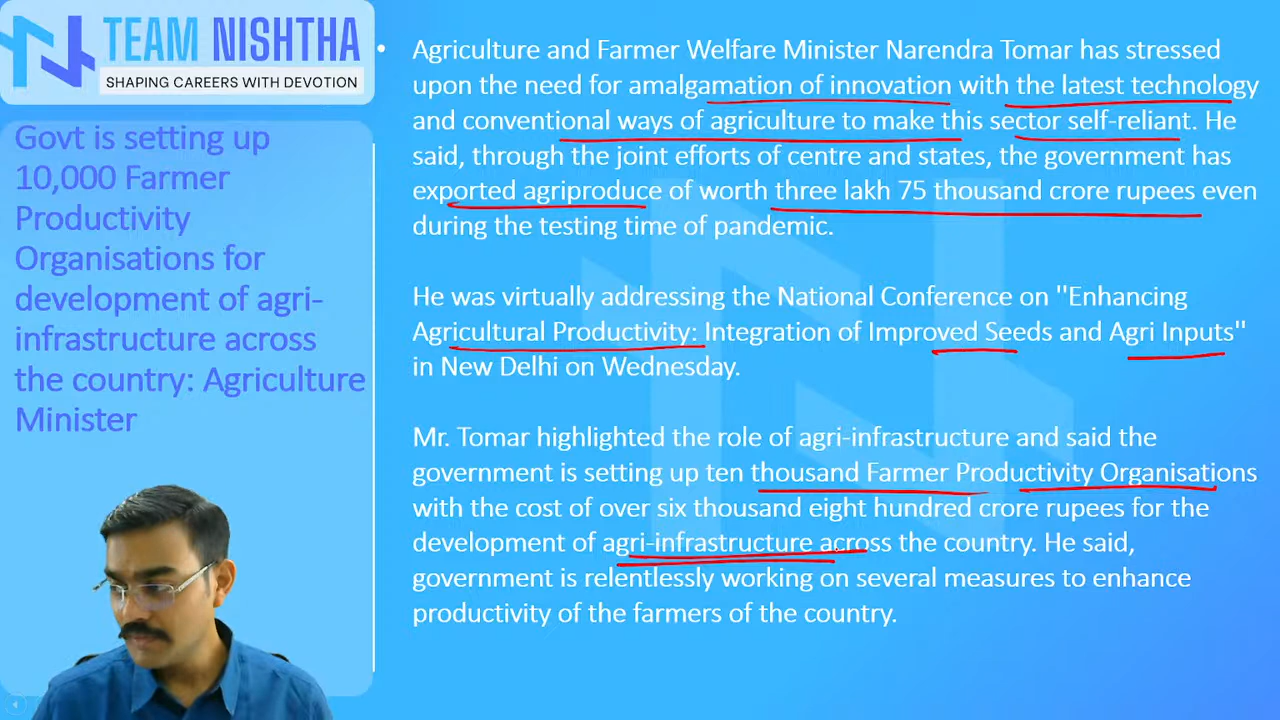 TEAM NISHTHA
SHAPING CAREERS WITH DEVOTION
Govt is setting up
10,000 Farmer
Productivity
Organisations for
development of agri-
infrastructure across
the country: Agriculture
Minister
• Agriculture and Farmer Welfare Minister Narendra Tomar has stressed
upon the need for amalgamation of innovation with the latest technology
and conventional ways of agriculture to make this sector self-reliant. He
said, through the joint efforts of centre and states, the government has
exported agriproduce of worth three lakh 75 thousand crore rupees even
during the testing time of pandemic.
He was virtually addressing the National Conference on "Enhancing
Agricultural Productivity: Integration of Improved Seeds and Agri Inputs"
in New Delhi on Wednesday.
Mr. Tomar highlighted the role of agri-infrastructure and said the
government is setting up ten thousand Farmer Productivity Organisations
with the cost of over six thousand eight hundred crore rupees for the
development of agri-infrastructure across the country. He said,
government is relentlessly working on several measures to enhance
productivity of the farmers of the country.